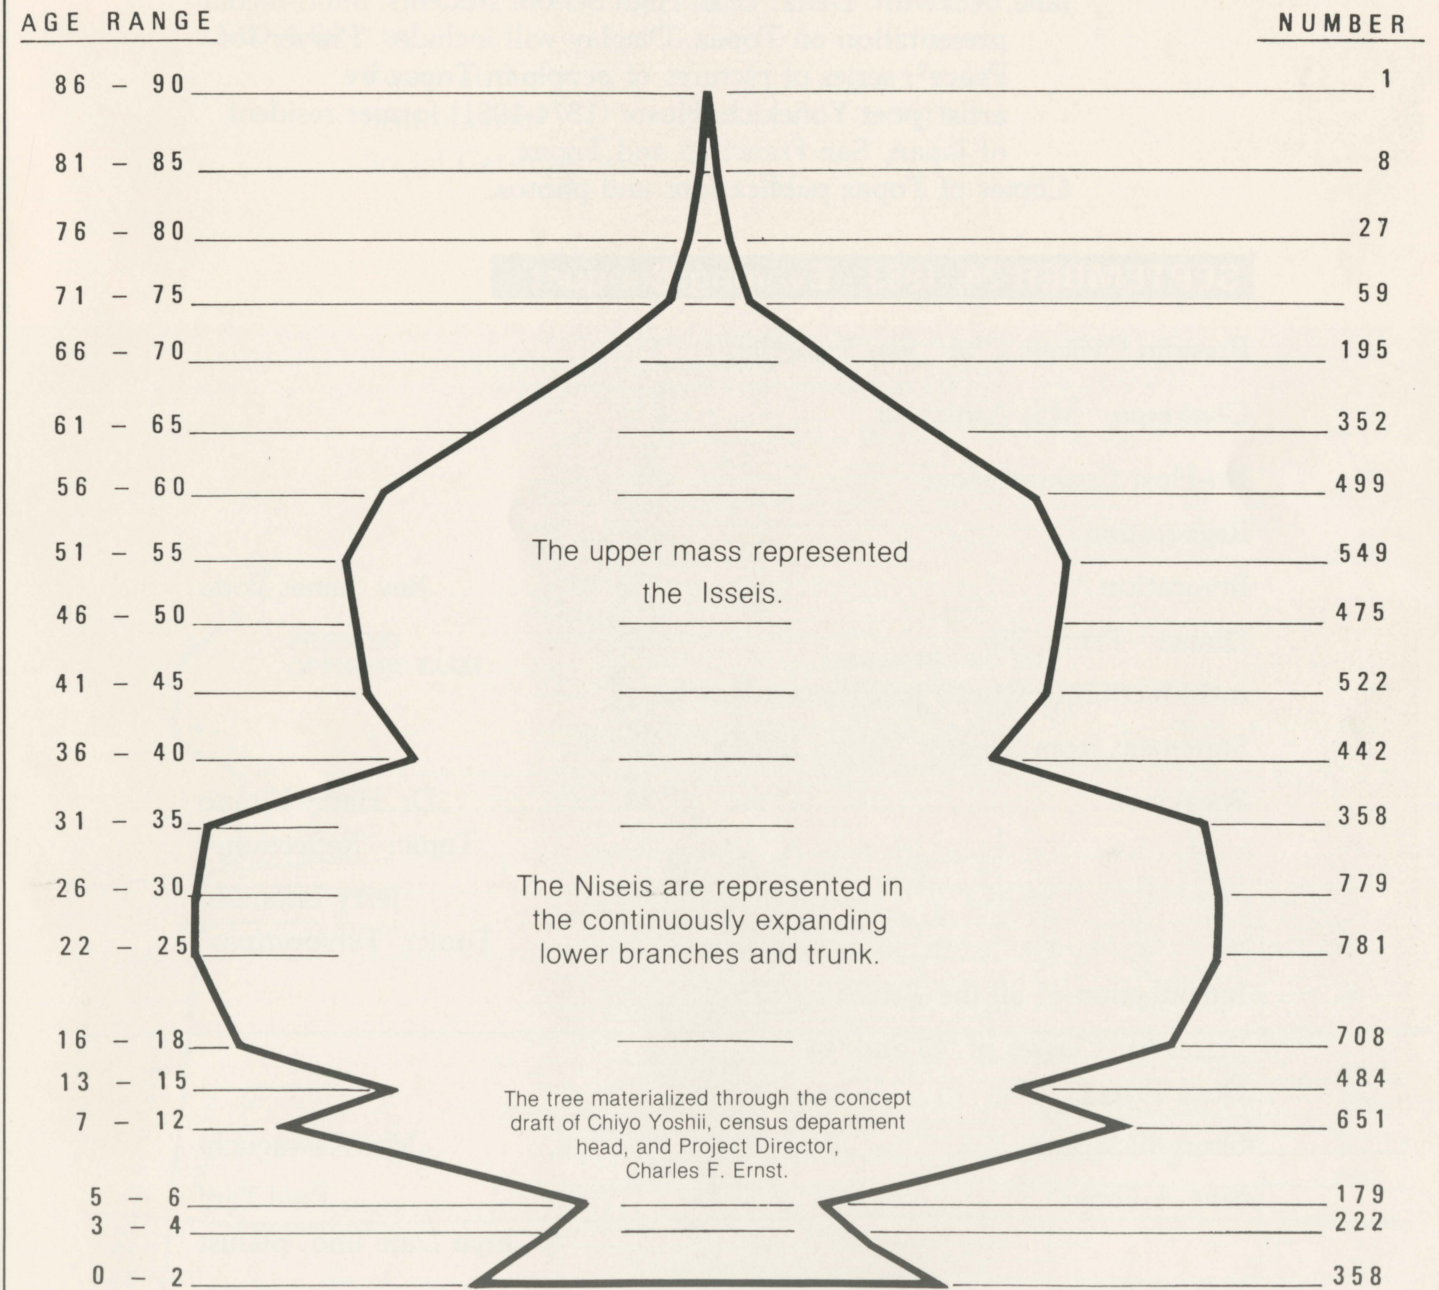 AGE RANGE NUMBER
86 – 90 1
81 – 85 8
76 – 80 27
71 – 75 59
66 – 70 195
61 – 65 352
56 – 60 499
51 – 55 549
The upper mass represented
the Isseis.
46 – 50 475
41 – 45 522
36 – 40 442
31 – 35 358
26 – 30 779
The Niseis are represented in
the continuously expanding
lower branches and trunk.
22 – 25 781
16 – 18 708
13 – 15 484
7 – 12 651
The tree materialized through the concept
draft of Chiyo Yoshii, census department
head, and Project Director,
Charles F. Ernst.
5 – 6 179
3 – 4 222
0 – 2 358